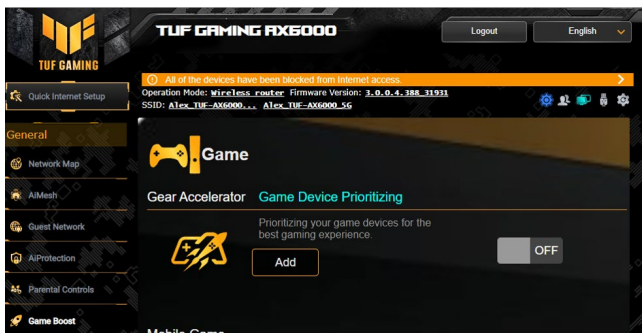 TUF GAMING AX6000
Logout
English
TUF GAMING
All of the devices have been blocked from Internet access.
Quick Internet Setup
Operation Mode: Wireless router Firmware Version: 3.0.0.4.388_31931
SSID: Alex_TUF-AX6000... Alex_TUF-AX6000_5G
General
Network Map
AiMesh
Guest Network
AiProtection
Parental Controls
Game Boost
Game
Gear Accelerator Game Device Prioritizing
Prioritizing your game devices for the
best gaming experience.
Add
OFF
Mobile Game